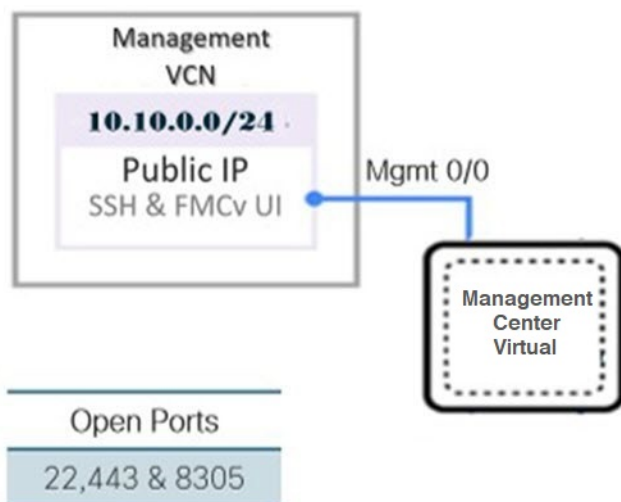 Management
VCN
10.10.0.0/24
Public IP
SSH & FMCv UI
Mgmt 0/0
Management
Center
Virtual
Open Ports
22,443 & 8305